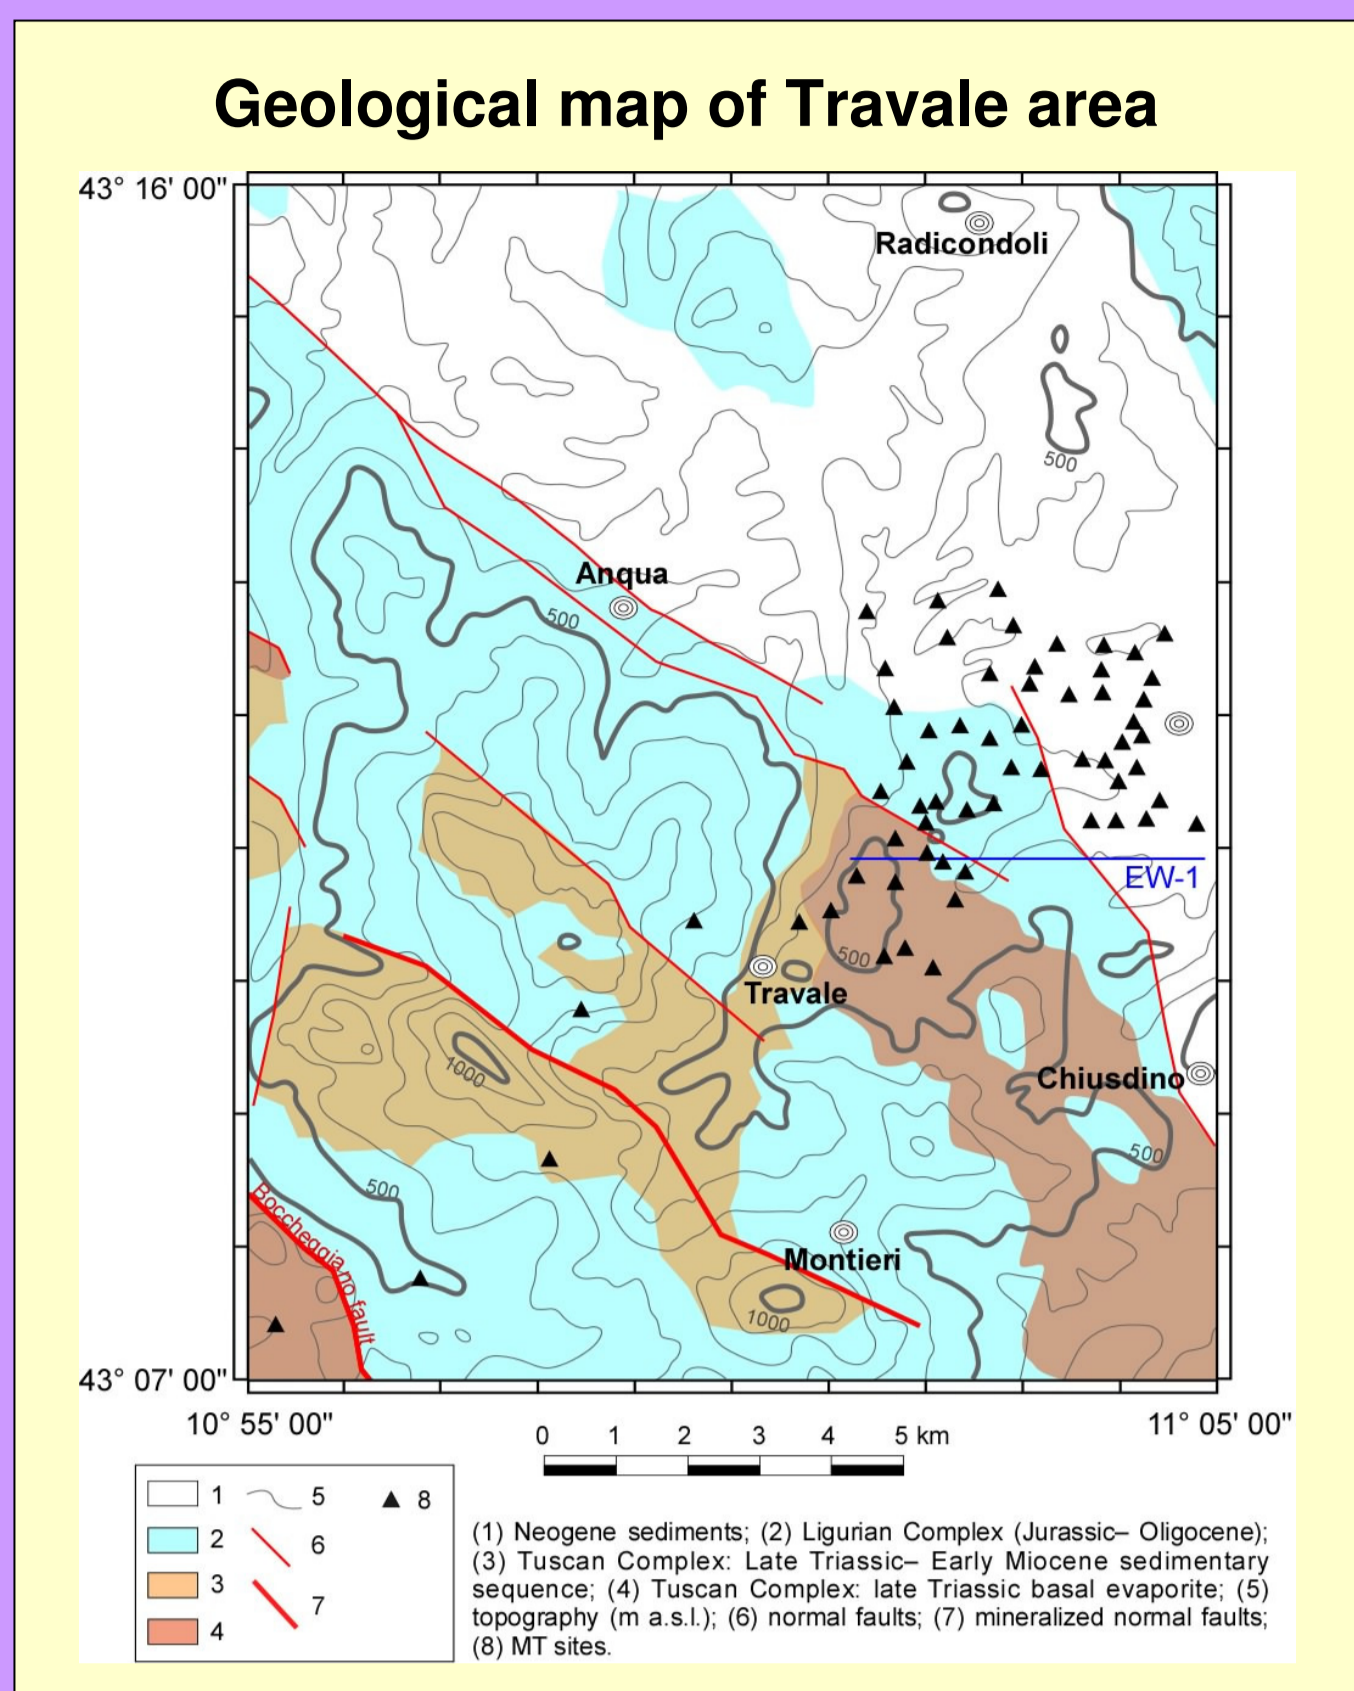 Geological map of Travale area
43° 16' 00"
Radicondoli
500
Anqua
500
EW-1
500
Travale
1000
Chiusdino
500
500
Boccheggiano fault
Montieri
1000
43° 07' 00"
10° 55' 00"
11° 05' 00"
0 1 2 3 4 5 km
1 5 8
2 6
3
7
4
(1) Neogene sediments; (2) Ligurian Complex (Jurassic– Oligocene);
(3) Tuscan Complex: Late Triassic– Early Miocene sedimentary
sequence; (4) Tuscan Complex: late Triassic basal evaporite; (5)
topography (m a.s.l.); (6) normal faults; (7) mineralized normal faults;
(8) MT sites.